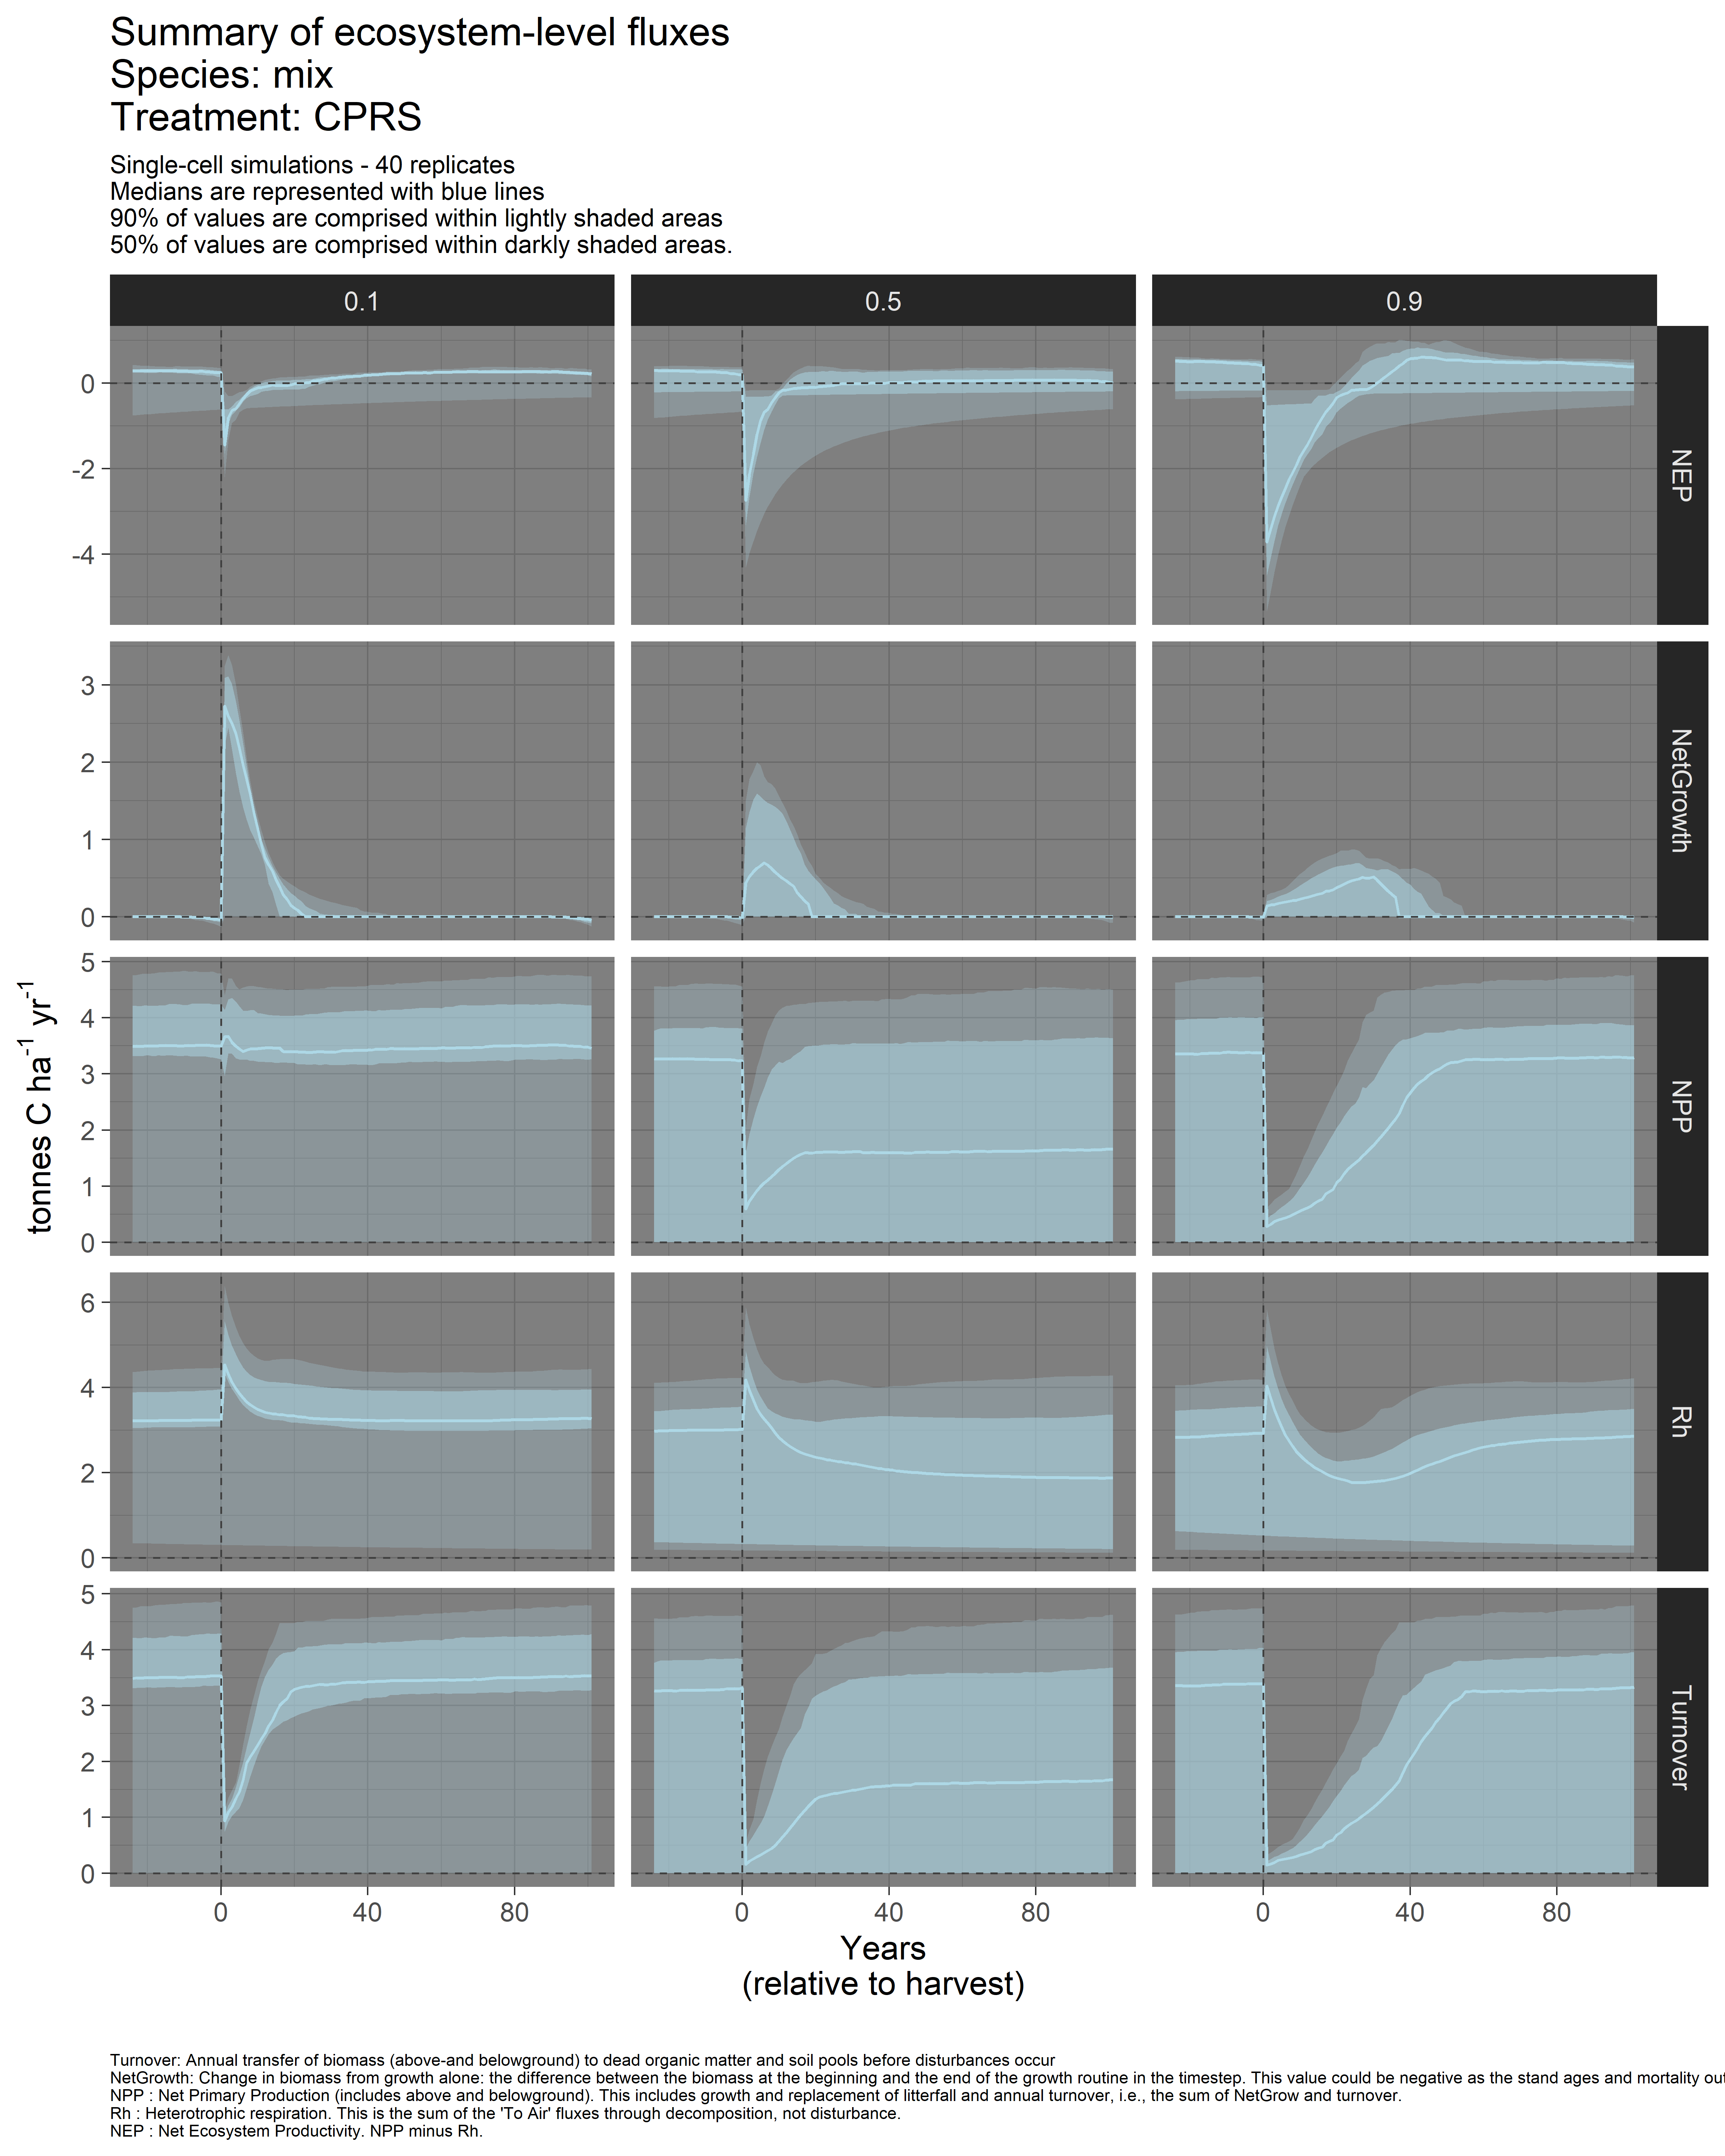 Summary of ecosystem-level fluxes
Species: mix
Treatment: CPRS
Single-cell simulations - 40 replicates
Medians are represented with blue lines
90% of values are comprised within lightly shaded areas
50% of values are comprised within darkly shaded areas.
0.1 0.5 0.9
0
-2
-4
NEP
3
2
1
0
NetGrowth
5
4
3
2
1
0
NPP
tonnes C ha-1 yr-1
6
4
2
0
Rh
5
4
3
2
1
0
Turnover
0 40 80 0 40 80 0 40 80
Years
(relative to harvest)
Turnover: Annual transfer of biomass (above-and belowground) to dead organic matter and soil pools before disturbances occur
NetGrowth: Change in biomass from growth alone: the difference between the biomass at the beginning and the end of the growth routine in the timestep. This value could be negative as the stand ages and mortality out
NPP : Net Primary Production (includes above and belowground). This includes growth and replacement of litterfall and annual turnover, i.e., the sum of NetGrow and turnover.
Rh : Heterotrophic respiration. This is the sum of the 'To Air' fluxes through decomposition, not disturbance.
NEP : Net Ecosystem Productivity. NPP minus Rh.